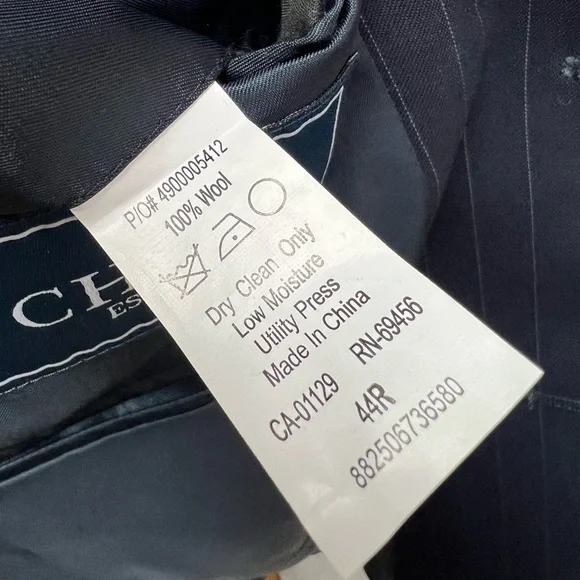 P/O# 4900005412
100% Wool
Dry Clean Only
Low Moisture
Utility Press
Made In China
CA-01129 RN-69456
44R
882506736580